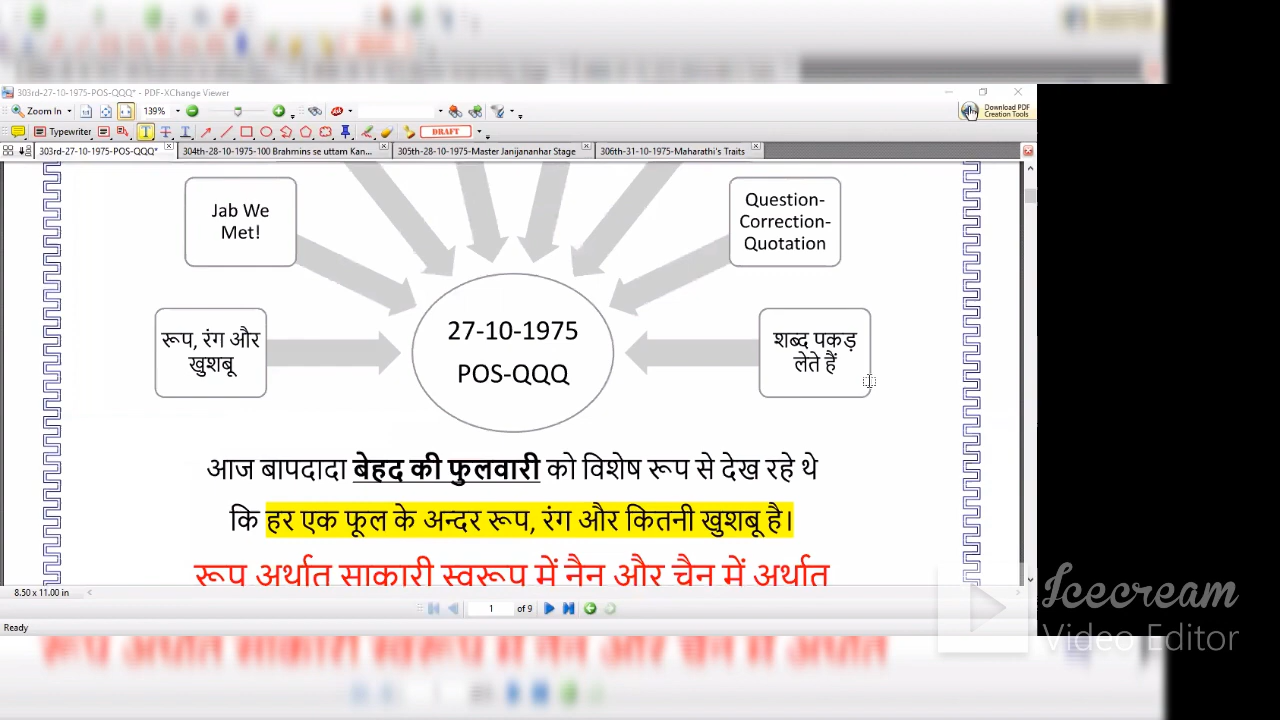 303rd-27-10-1975-POS-QQQ* - PDF-XChange Viewer
Zoom In
139%
Download PDF
Creation Tools
Typewriter
DRAFT
303rd-27-10-1975-POS-QQQ*
304th-28-10-1975-100 Brahmins se uttam Kan...
305th-28-10-1975-Master Janijananhar Stage
306th-31-10-1975-Maharathi's Traits
Jab We
Met!
Question-
Correction-
Quotation
रूप, रंग और
खुशबू
27-10-1975
POS-QQQ
शब्द पकड़
लेते हैं
आज बापदादा बेहद की फुलवारी को विशेष रूप से देख रहे थे
कि हर एक फूल के अन्दर रूप, रंग और कितनी खुशबू है।
रूप अर्थात साकारी स्वरूप में नैन और चैन में अर्थात
8.50 x 11.00 in
1
of 9
Ready
Icecream
Video Editor